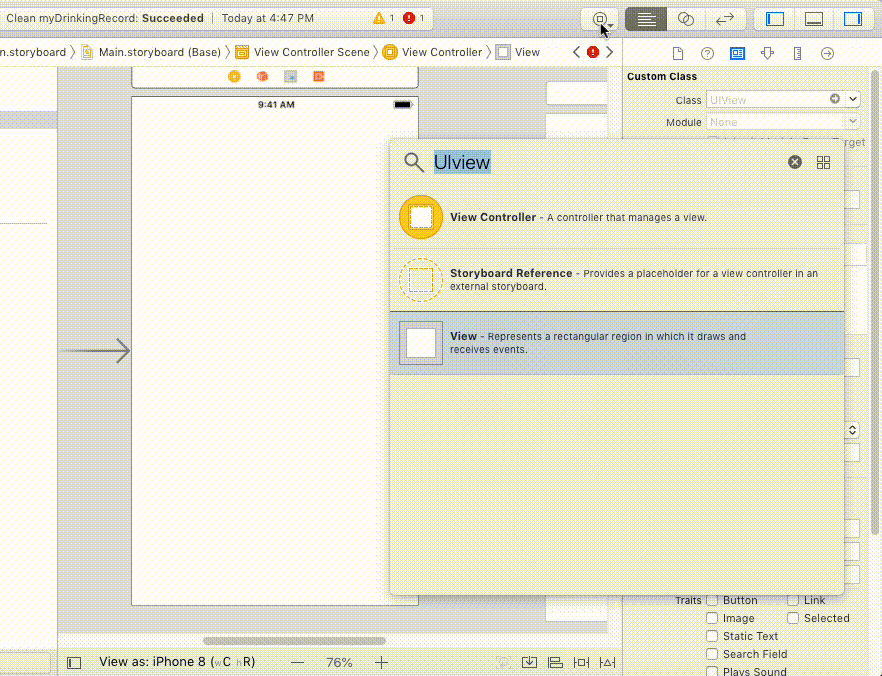 Clean myDrinkingRecord: Succeeded | Today at 4:47 PM 1 1
n.storyboard Main.storyboard (Base) View Controller Scene View Controller View
Custom Class
Class UIView
Module None
Target
9:41 AM
UIview
View Controller - A controller that manages a view.
Storyboard Reference - Provides a placeholder for a view controller in an
external storyboard.
View - Represents a rectangular region in which it draws and
receives events.
Traits Button Link
Image Selected
Static Text
Search Field
Plays Sound
View as: iPhone 8 (wC hR) — 76% +